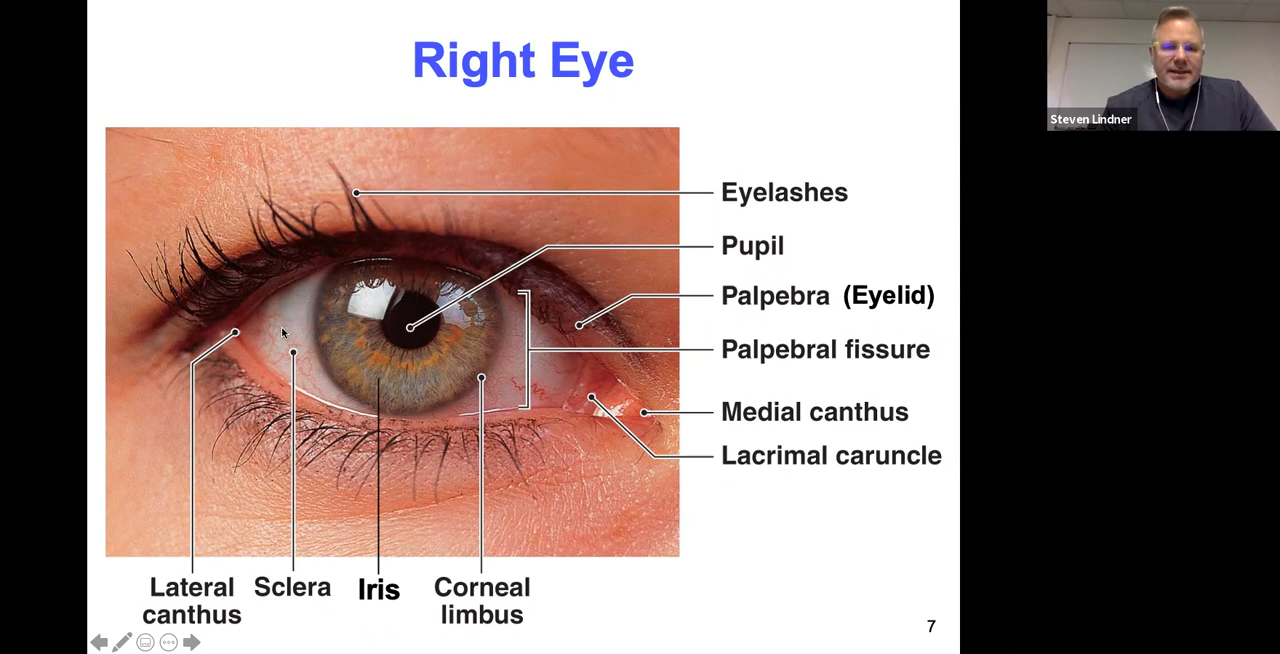 Right Eye
Steven Lindner
Eyelashes
Pupil
Palpebra (Eyelid)
Palpebral fissure
Medial canthus
Lacrimal caruncle
Lateral
canthus
Sclera
Iris
Corneal
limbus
7